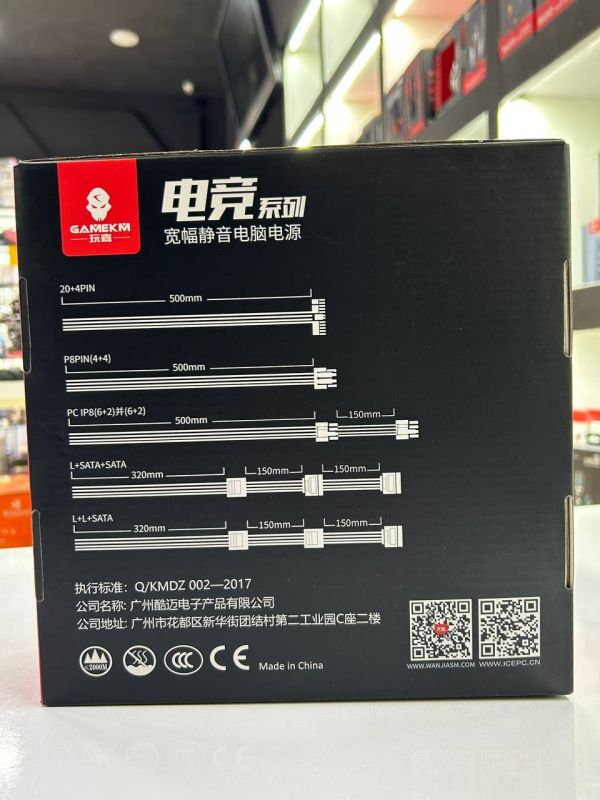 GAMEKM
玩嘉
电竞系列
宽幅静音电脑电源
20+4PIN
500mm
P8PIN(4+4)
500mm
PC IP8(6+2)并(6+2)
500mm
150mm
L+SATA+SATA
320mm
150mm
150mm
L+L+SATA
320mm
150mm
150mm
执行标准: Q/KMDZ 002—2017
公司名称: 广州酷迈电子产品有限公司
公司地址: 广州市花都区新华街团结村第二工业园C座二楼
≤2000M
CCC
CE
Made in China
WWW.WANJIASM.COM
WWW.ICEPC.CN